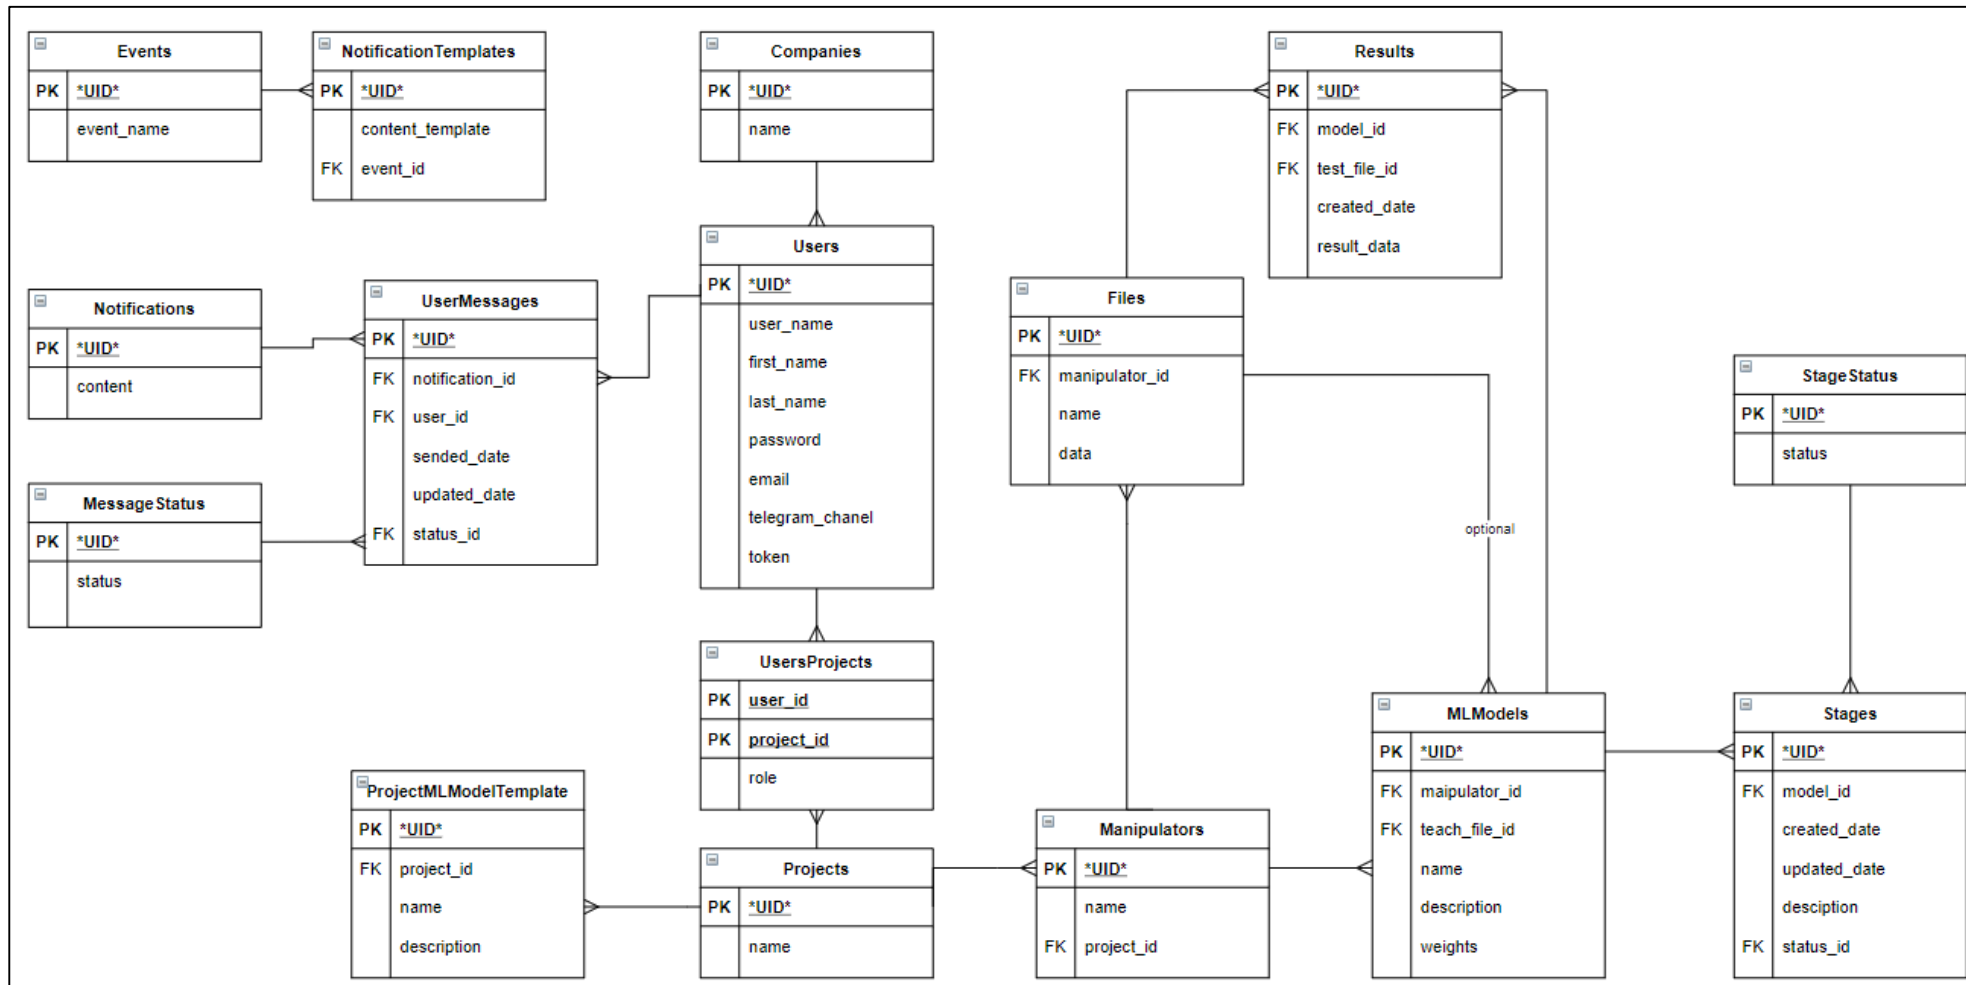 Events
PK *UID*
event_name
NotificationTemplates
PK *UID*
content_template
FK event_id
Companies
PK *UID*
name
Results
PK *UID*
FK model_id
FK test_file_id
created_date
result_data
Notifications
PK *UID*
content
UserMessages
PK *UID*
FK notification_id
FK user_id
sended_date
updated_date
FK status_id
Users
PK *UID*
user_name
first_name
last_name
password
email
telegram_chanel
token
Files
PK *UID*
FK manipulator_id
name
data
optional
StageStatus
PK *UID*
status
MessageStatus
PK *UID*
status
UsersProjects
PK user_id
PK project_id
role
ProjectMLModelTemplate
PK *UID*
FK project_id
name
description
Projects
PK *UID*
name
Manipulators
PK *UID*
name
FK project_id
MLModels
PK *UID*
FK maipulator_id
FK teach_file_id
name
description
weights
Stages
PK *UID*
FK model_id
created_date
updated_date
desciption
FK status_id